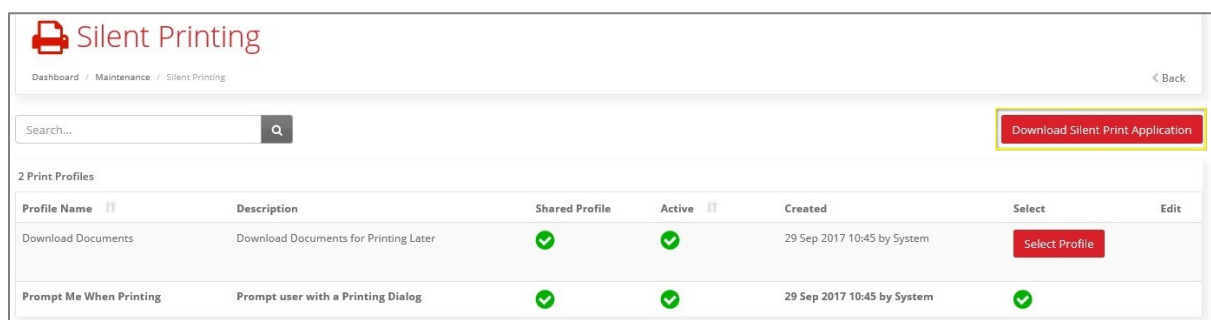 Silent Printing
Dashboard / Maintenance / Silent Printing
< Back
Search...
Download Silent Print Application
2 Print Profiles
Profile Name Description Shared Profile Active Created Select Edit
Download Documents Download Documents for Printing Later 29 Sep 2017 10:45 by System Select Profile
Prompt Me When Printing Prompt user with a Printing Dialog 29 Sep 2017 10:45 by System